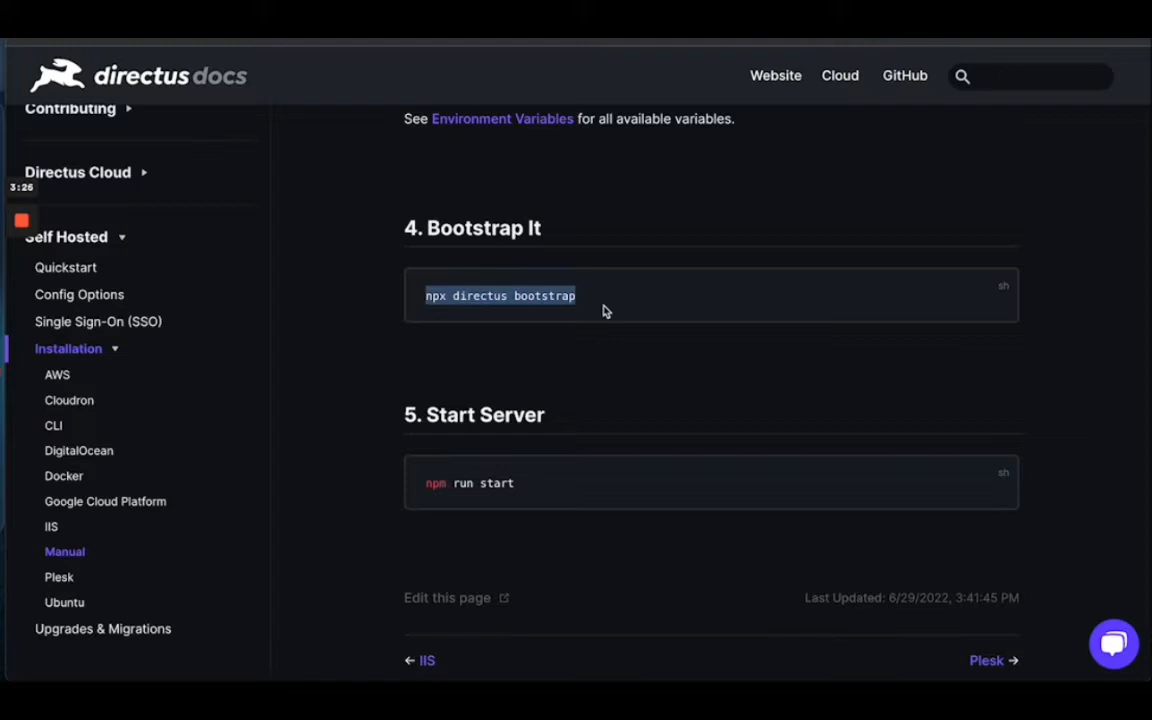 directus docs
Website
Cloud
GitHub
Contributing
Directus Cloud
3:26
Self Hosted
Quickstart
Config Options
Single Sign-On (SSO)
Installation
AWS
Cloudron
CLI
DigitalOcean
Docker
Google Cloud Platform
IIS
Manual
Plesk
Ubuntu
Upgrades & Migrations
See Environment Variables for all available variables.
4. Bootstrap It
sh
npx directus bootstrap
5. Start Server
sh
npm run start
Edit this page
Last Updated: 6/29/2022, 3:41:45 PM
← IIS
Plesk →